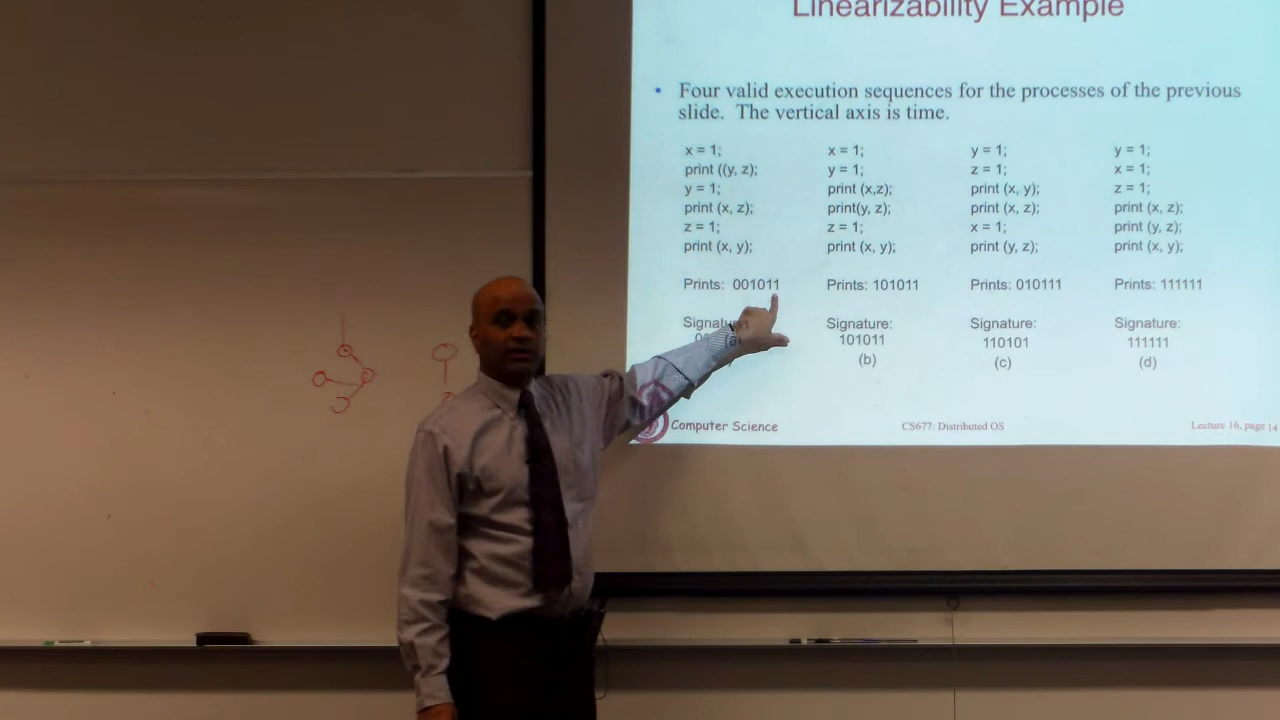 Linearizability Example
• Four valid execution sequences for the processes of the previous
slide. The vertical axis is time.
x = 1;
print ((y, z);
y = 1;
print (x, z);
z = 1;
print (x, y);
Prints: 001011
x = 1;
y = 1;
print (x,z);
print(y, z);
z = 1;
print (x, y);
Prints: 101011
Signature:
101011
(b)
y = 1;
z = 1;
print (x, y);
print (x, z);
x = 1;
print (y, z);
Prints: 010111
Signature:
110101
(c)
y = 1;
x = 1;
z = 1;
print (x, z);
print (y, z);
print (x, y);
Prints: 111111
Signature:
111111
(d)
Computer Science
CS677: Distributed OS
Lecture 16, page 14